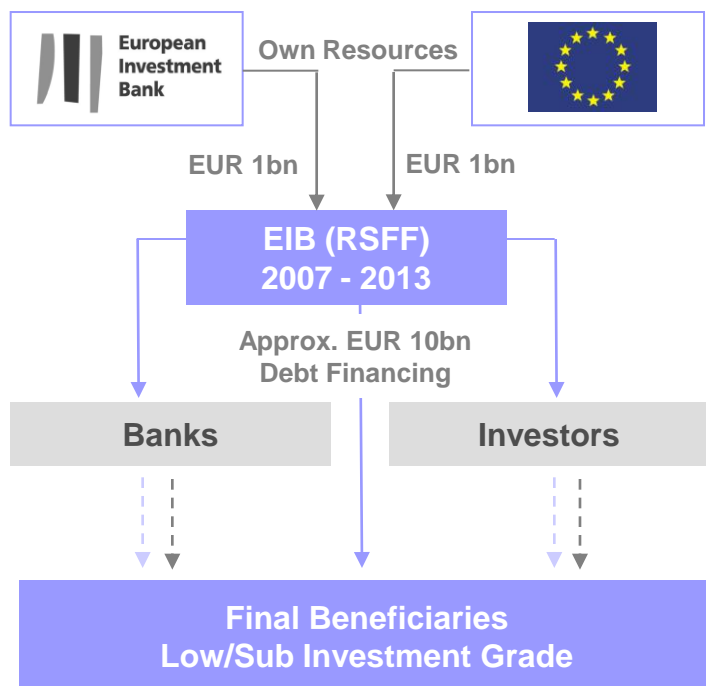 European
Investment
Bank
Own Resources
EUR 1bn
EUR 1bn
EIB (RSFF)
2007 - 2013
Approx. EUR 10bn
Debt Financing
Banks
Investors
Final Beneficiaries
Low/Sub Investment Grade